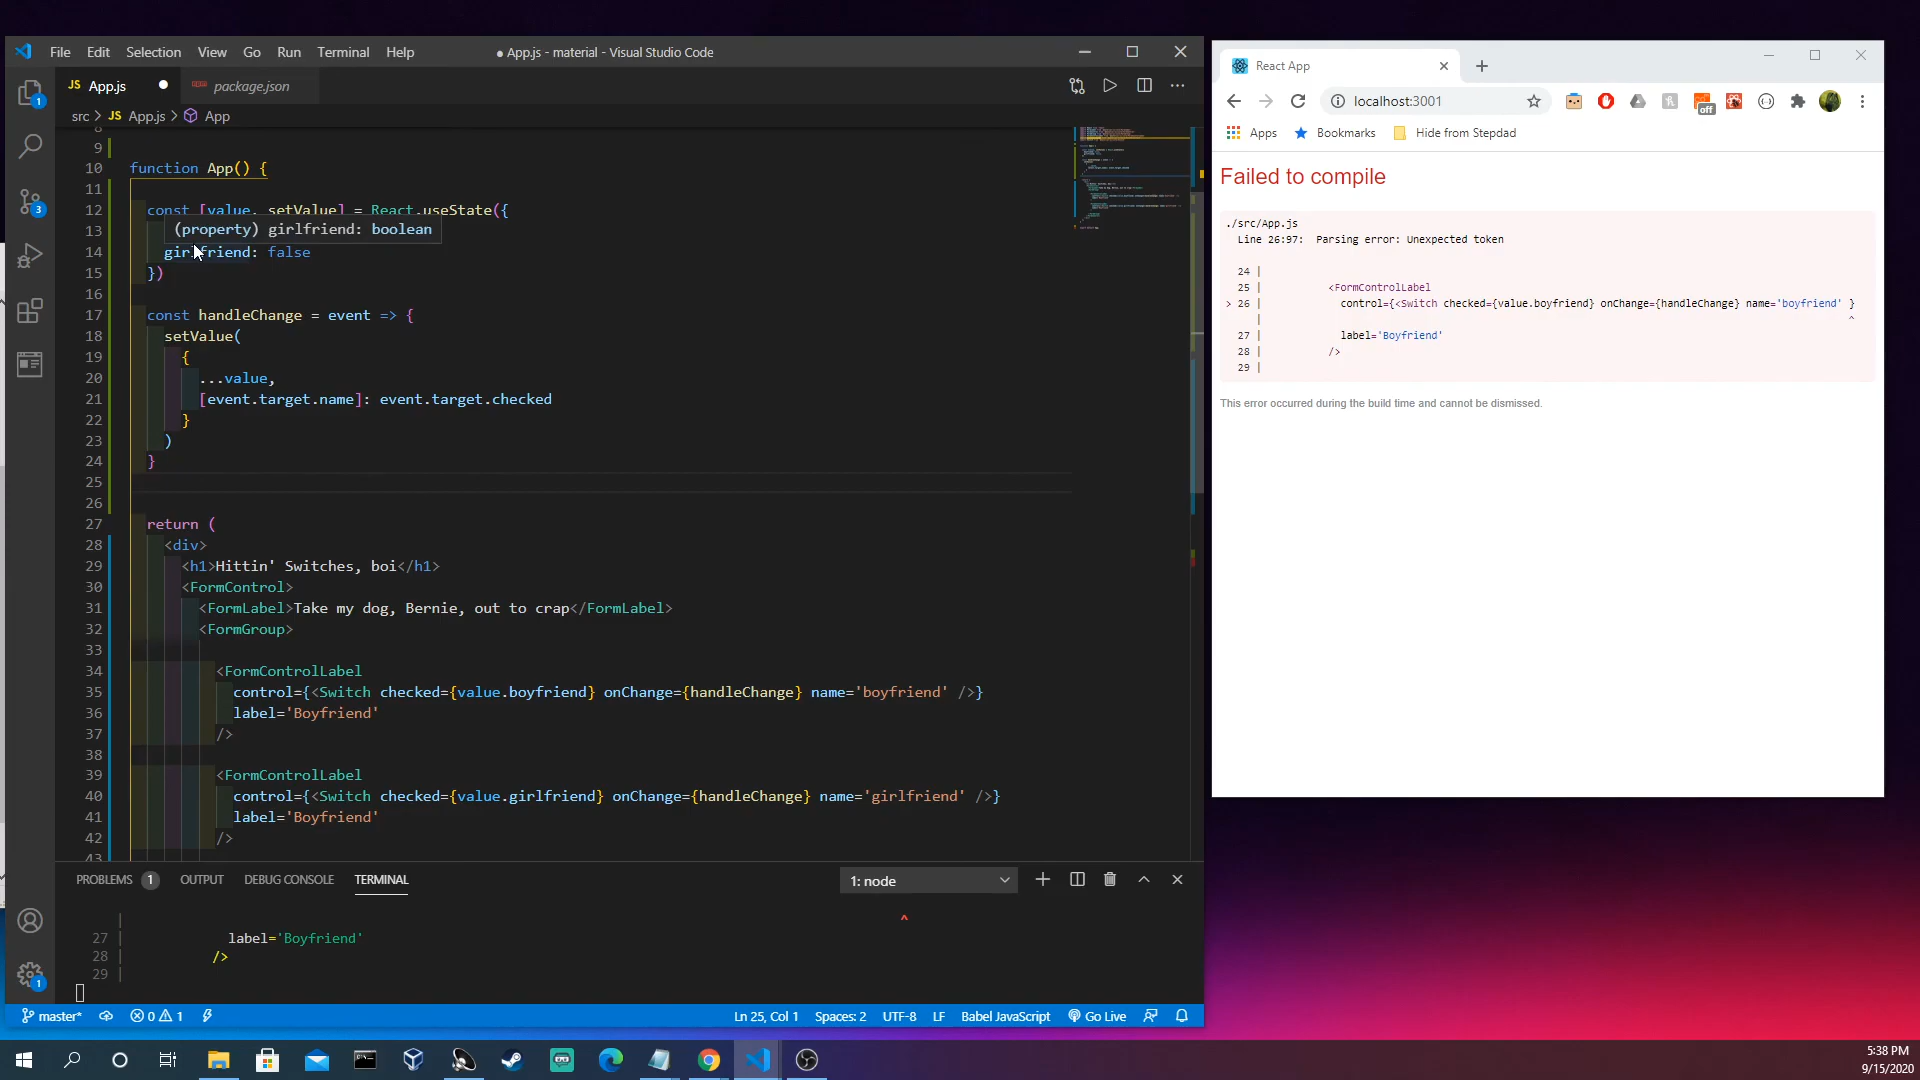 File Edit Selection View Go Run Terminal Help
● App.js - material - Visual Studio Code
JS App.js ●
package.json
src > JS App.js > App
8
9
10 function App() {
11
12 const [value, setValue] = React.useState({
(property) girlfriend: boolean
13
14 girlfriend: false
15 })
16
17 const handleChange = event => {
18 setValue(
19 {
20 ...value,
21 [event.target.name]: event.target.checked
22 }
23 )
24 }
25
26
27 return (
28 <div>
29 <h1>Hittin' Switches, boi</h1>
30 <FormControl>
31 <FormLabel>Take my dog, Bernie, out to crap</FormLabel>
32 <FormGroup>
33
34 <FormControlLabel
35 control={<Switch checked={value.boyfriend} onChange={handleChange} name='boyfriend' />}
36 label='Boyfriend'
37 />
38
39 <FormControlLabel
40 control={<Switch checked={value.girlfriend} onChange={handleChange} name='girlfriend' />}
41 label='Boyfriend'
42 />
43
1
3
1
PROBLEMS 1 OUTPUT DEBUG CONSOLE TERMINAL
1: node
| ^
27 | label='Boyfriend'
28 | />
29 |
master* 0 1
Ln 25, Col 1 Spaces: 2 UTF-8 LF Babel JavaScript Go Live
React App
localhost:3001
off
Apps Bookmarks Hide from Stepdad
Failed to compile
./src/App.js
Line 26:97: Parsing error: Unexpected token
24 |
25 | <FormControlLabel
> 26 | control={<Switch checked={value.boyfriend} onChange={handleChange} name='boyfriend' }
| ^
27 | label='Boyfriend'
28 | />
29 |
This error occurred during the build time and cannot be dismissed.
5:38 PM
9/15/2020